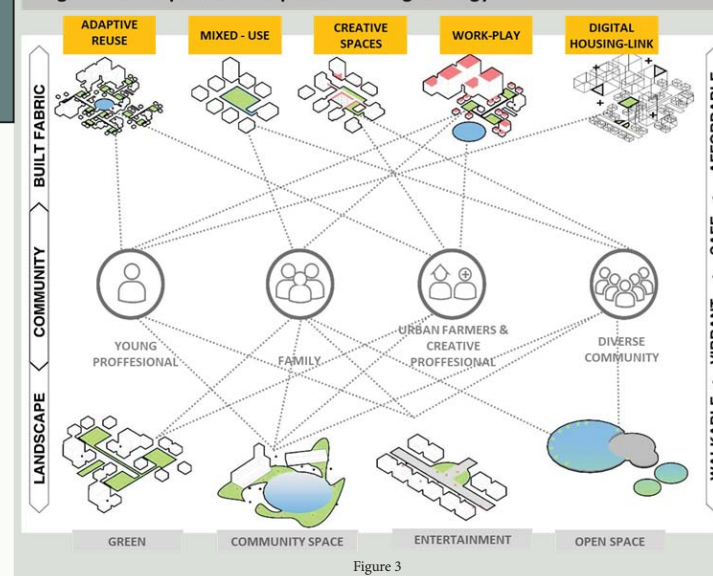 ADAPTIVE
REUSE
MIXED - USE
CREATIVE
SPACES
WORK-PLAY
DIGITAL
HOUSING-LINK
BUILT FABRIC
COMMUNITY
LANDSCAPE
YOUNG
PROFFESIONAL
FAMILY
URBAN FARMERS &
CREATIVE
PROFFESIONAL
DIVERSE
COMMUNITY
GREEN
COMMUNITY SPACE
ENTERTAINMENT
OPEN SPACE
Figure 3